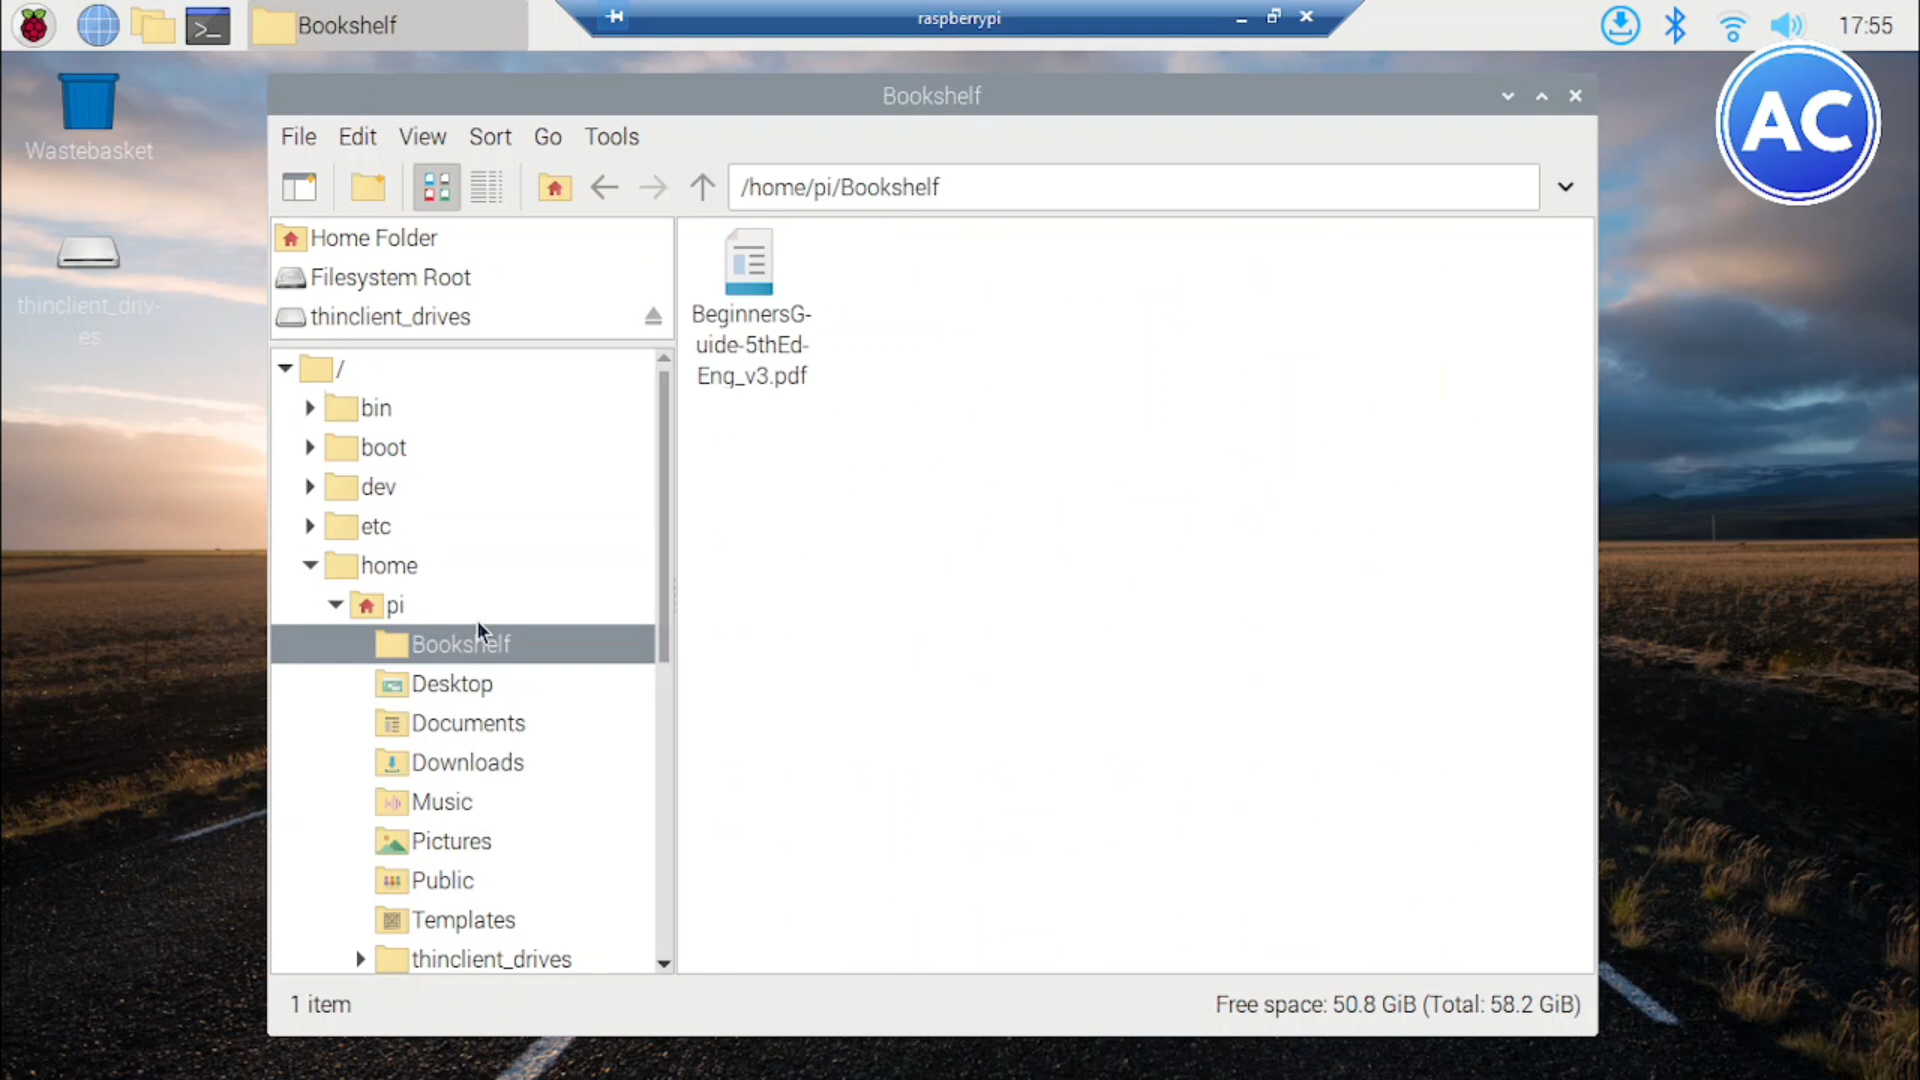 Bookshelf
raspberrypi
17:55
AC
Wastebasket
thinclient_driv-
es
Bookshelf
File Edit View Sort Go Tools
/home/pi/Bookshelf
Home Folder
Filesystem Root
thinclient_drives
/
bin
boot
dev
etc
home
pi
Bookshelf
Desktop
Documents
Downloads
Music
Pictures
Public
Templates
thinclient_drives
BeginnersG-
uide-5thEd-
Eng_v3.pdf
1 item
Free space: 50.8 GiB (Total: 58.2 GiB)